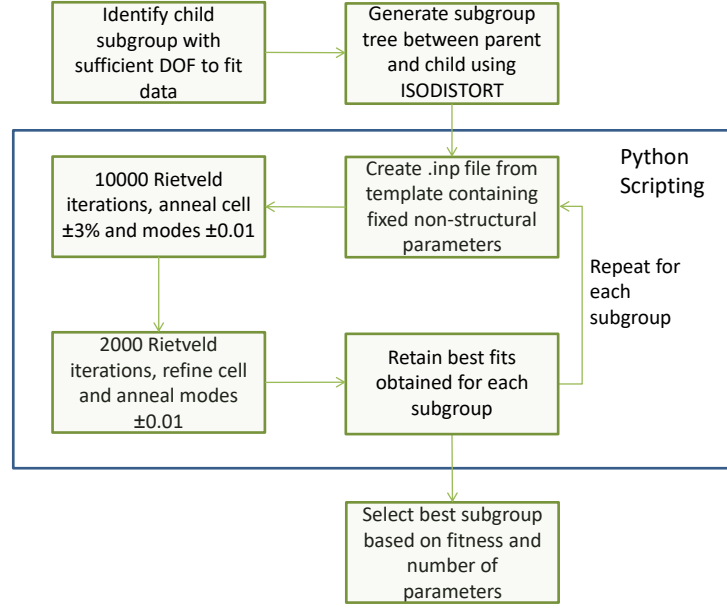 Identify child
subgroup with
sufficient DOF to fit
data
Generate subgroup
tree between parent
and child using
ISODISTORT
Python
Scripting
Create .inp file from
template containing
fixed non-structural
parameters
10000 Rietveld
iterations, anneal cell
±3% and modes ±0.01
Repeat for
each
subgroup
2000 Rietveld
iterations, refine cell
and anneal modes
±0.01
Retain best fits
obtained for each
subgroup
Select best subgroup
based on fitness and
number of
parameters